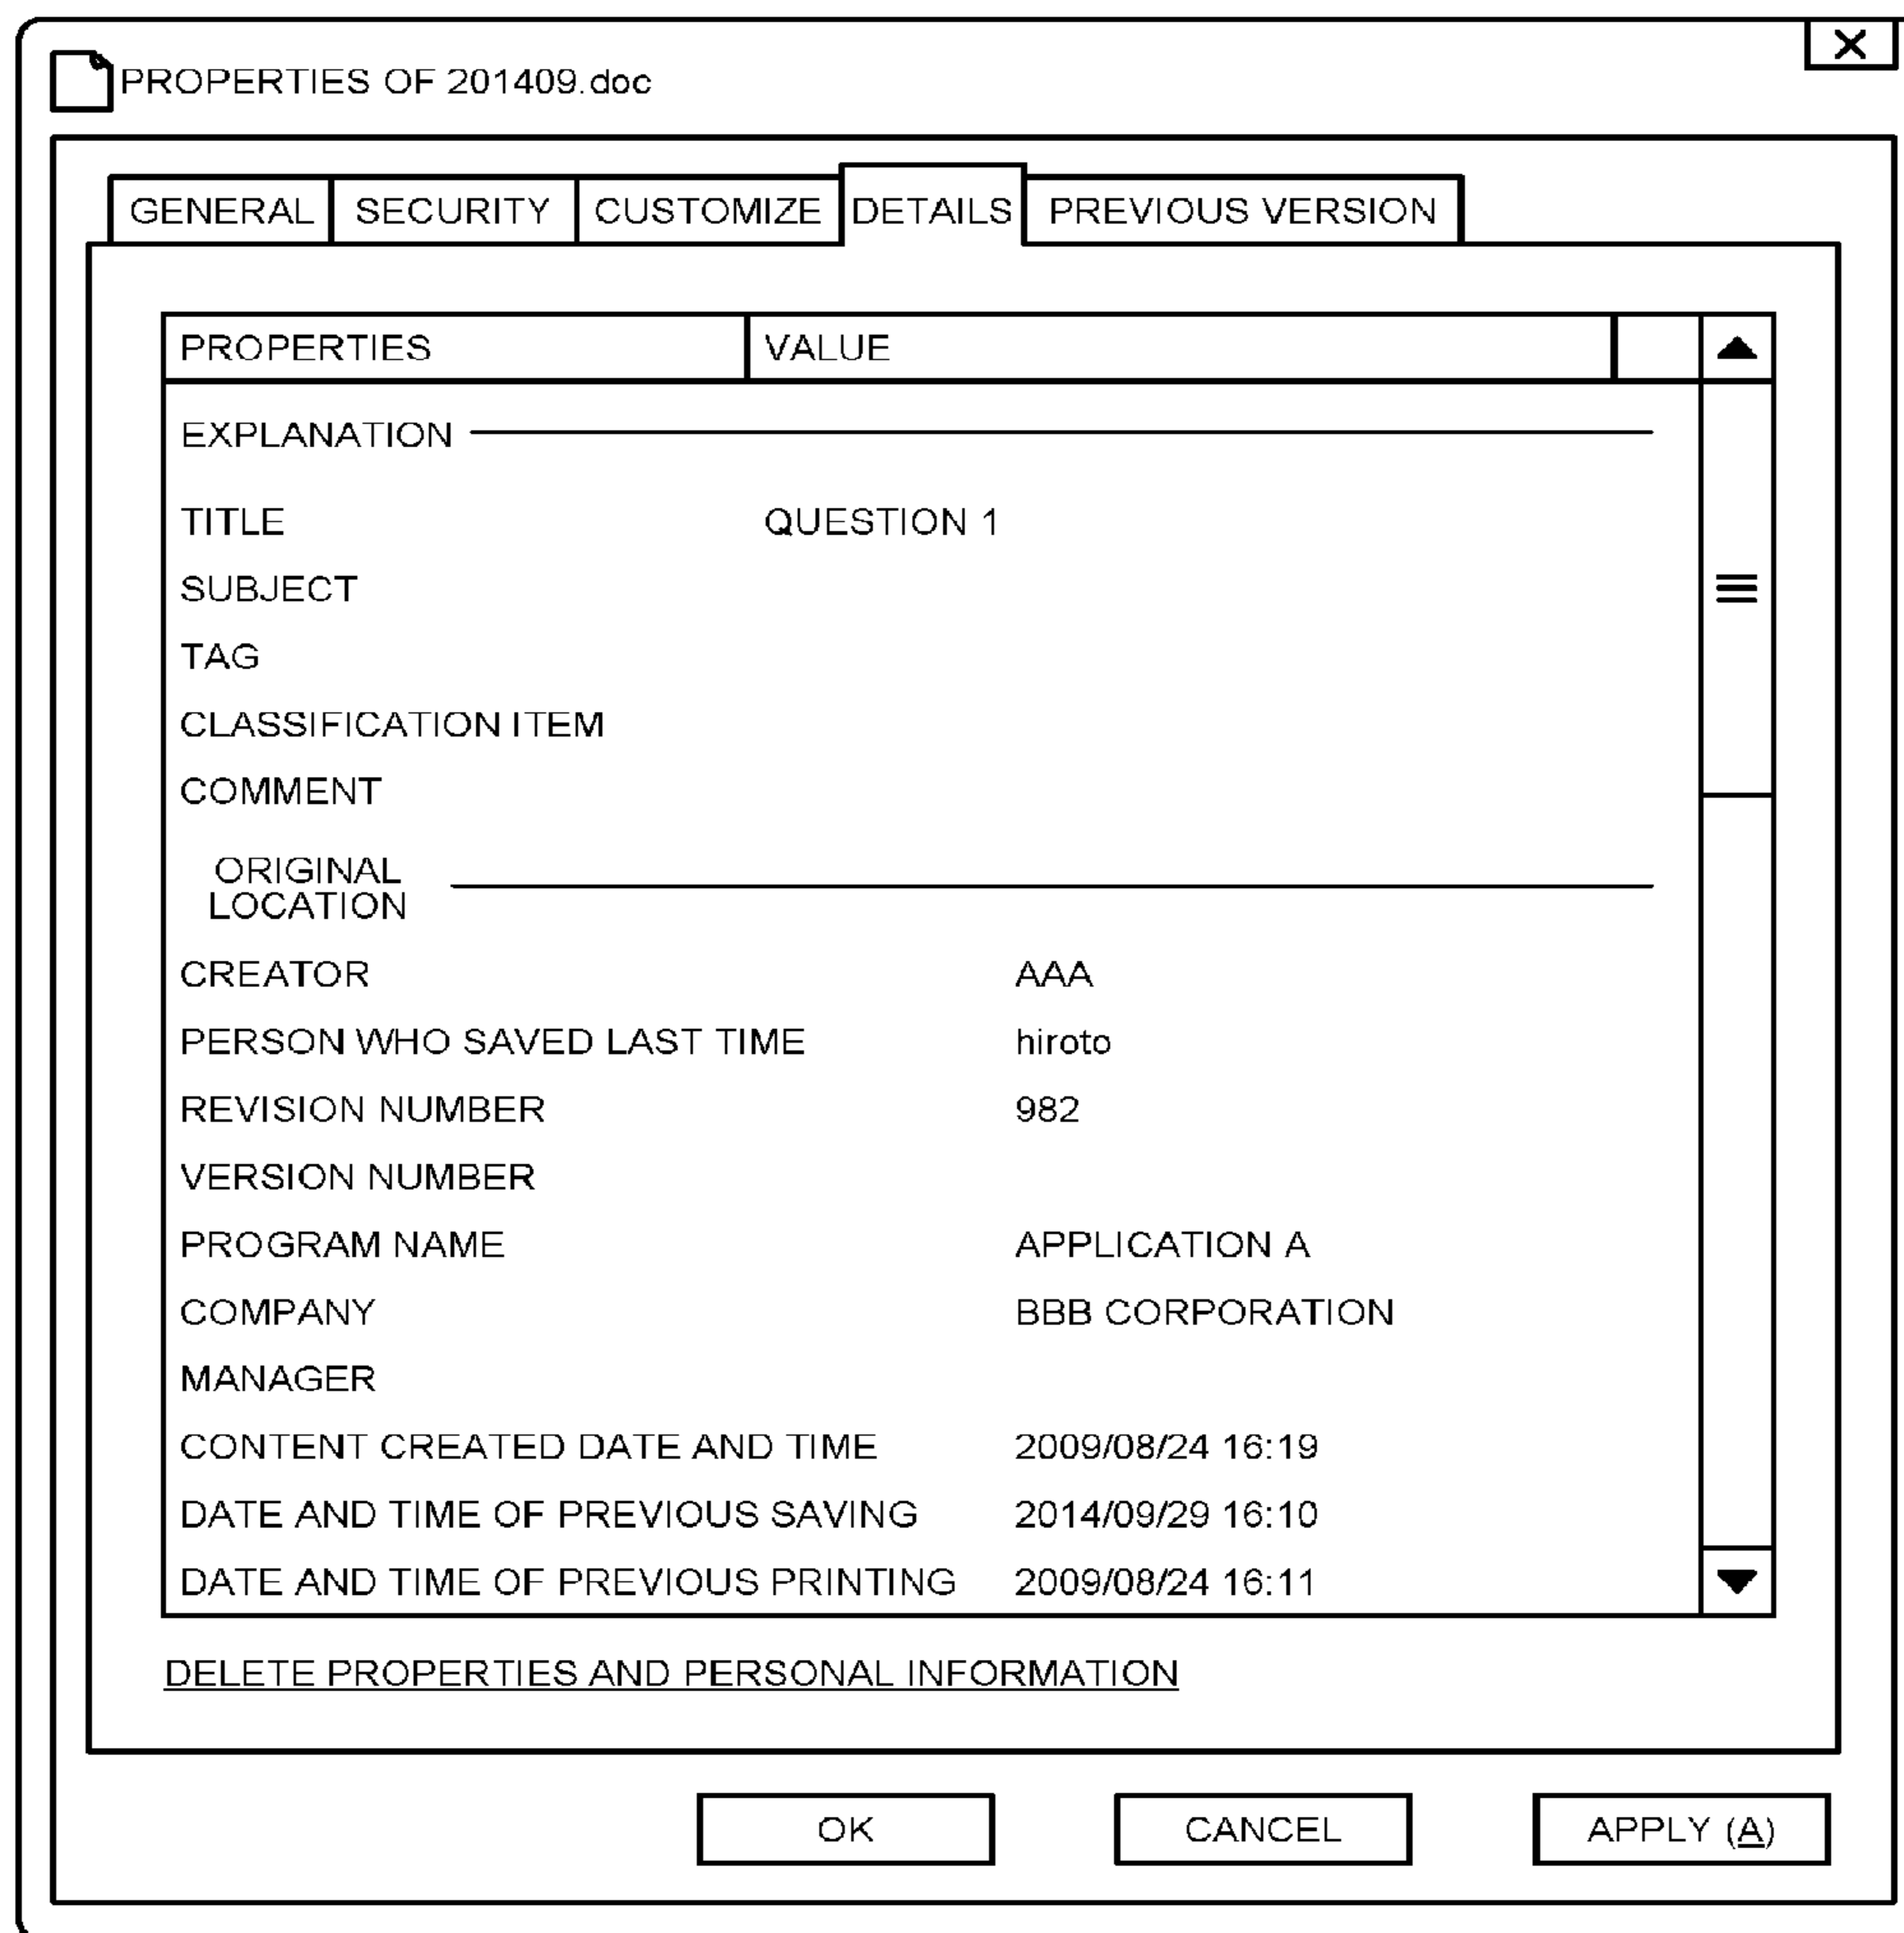 PROPERTIES OF 201409.doc
GENERAL SECURITY CUSTOMIZE DETAILS PREVIOUS VERSION
PROPERTIES VALUE
EXPLANATION
TITLE QUESTION 1
SUBJECT
TAG
CLASSIFICATION ITEM
COMMENT
ORIGINAL
LOCATION
CREATOR AAA
PERSON WHO SAVED LAST TIME hiroto
REVISION NUMBER 982
VERSION NUMBER
PROGRAM NAME APPLICATION A
COMPANY BBB CORPORATION
MANAGER
CONTENT CREATED DATE AND TIME 2009/08/24 16:19
DATE AND TIME OF PREVIOUS SAVING 2014/09/29 16:10
DATE AND TIME OF PREVIOUS PRINTING 2009/08/24 16:11
DELETE PROPERTIES AND PERSONAL INFORMATION
OK CANCEL APPLY (A)